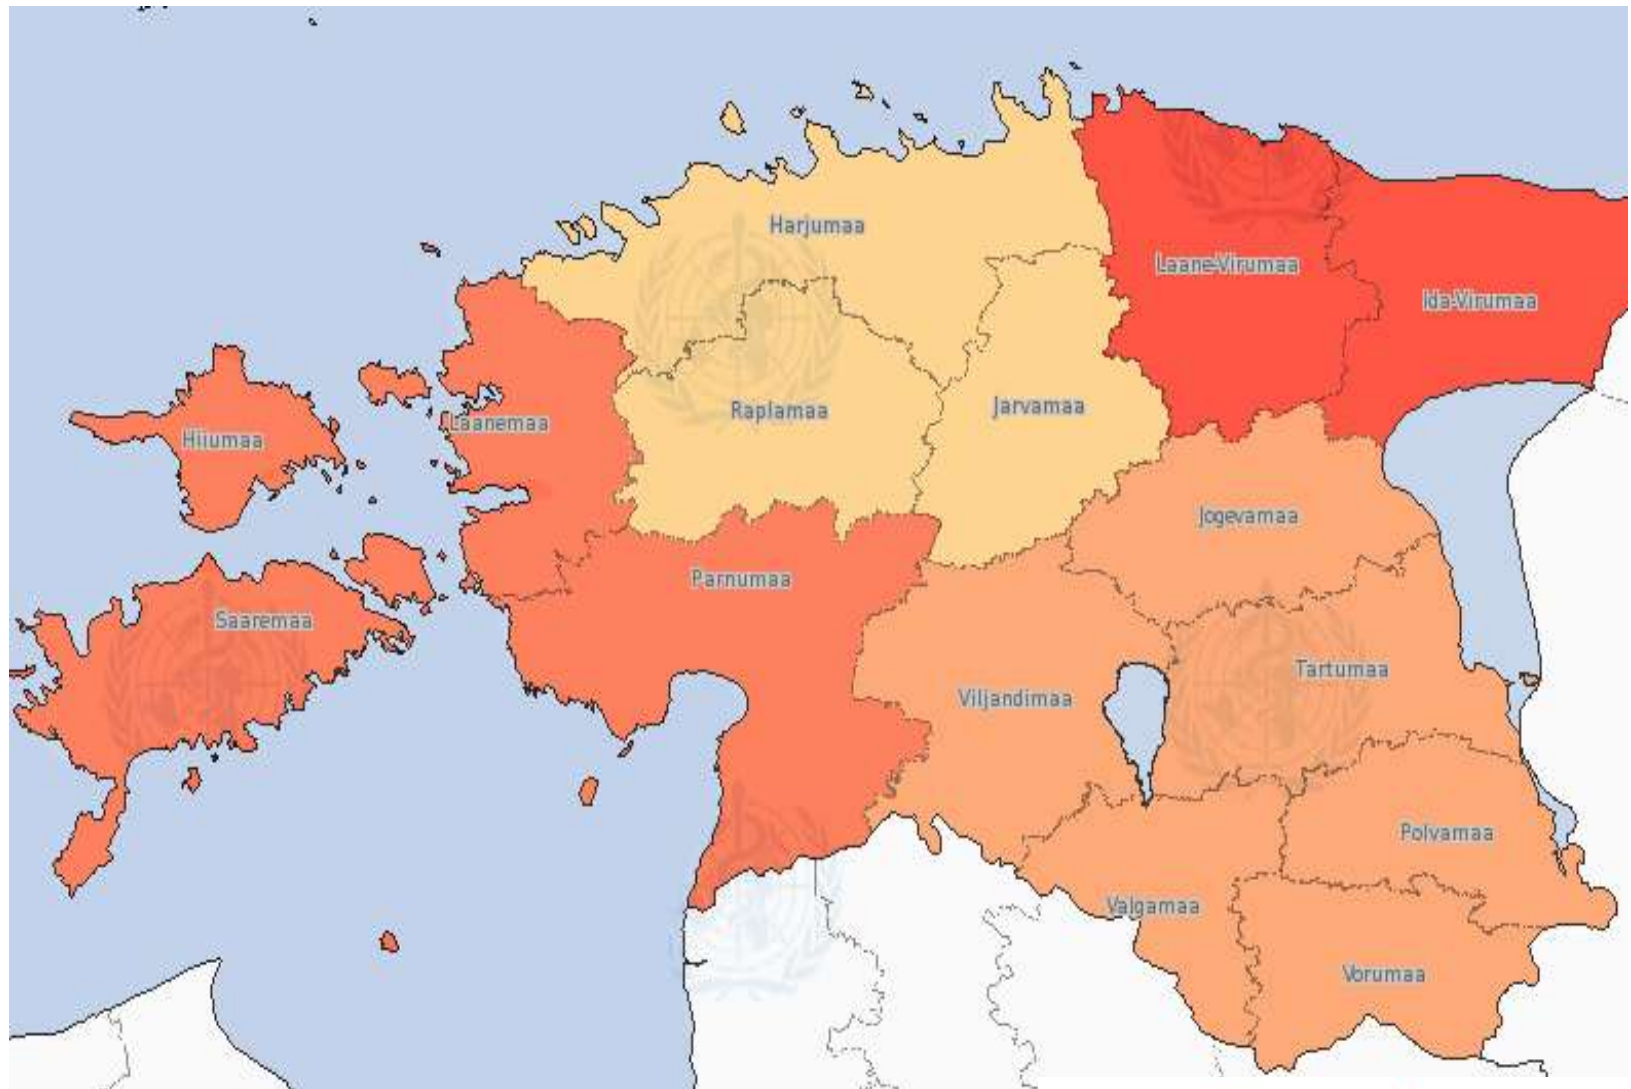 Harjumaa
Laane-Virumaa
Ida-Virumaa
Raplamaa
Jarvamaa
Laanemaa
Hiiumaa
Jogevamaa
Parnumaa
Saaremaa
Tartumaa
Viljandimaa
Polvamaa
Valgamaa
Vorumaa